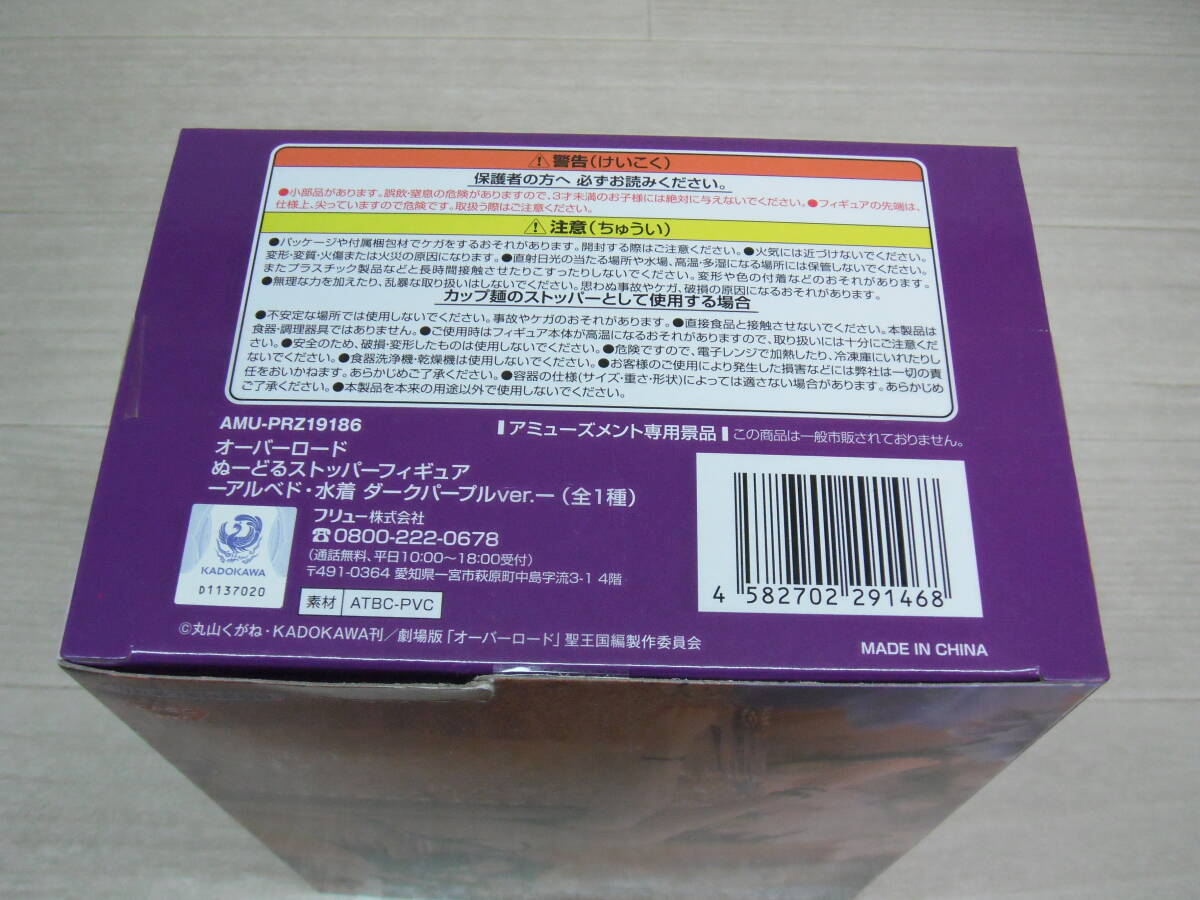 ⚠警告(けいこく)
保護者の方へ 必ずお読みください。
●小部品があります。誤飲・窒息の危険がありますので、3才未満のお子様には絶対に与えないでください。●フィギュアの先端は、
仕様上、尖っていますので危険です。取扱う際はご注意ください。
⚠注意(ちゅうい)
●パッケージや付属梱包材でケガをするおそれがあります。開封する際はご注意ください。●火気には近づけないでください。
変形・変質・火傷または火災の原因になります。●直射日光の当たる場所や水場、高温・多湿になる場所には保管しないでください。
またプラスチック製品などと長時間接触させたりこすったりしないでください。変形や色の付着などのおそれがあります。
●無理な力を加えたり、乱暴な取り扱いはしないでください。思わぬ事故やケガ、破損の原因になるおそれがあります。
カップ麺のストッパーとして使用する場合
●不安定な場所では使用しないでください。事故やケガのおそれがあります。●直接食品と接触させないでください。本製品は
食器・調理器具ではありません。●ご使用時はフィギュア本体が高温になるおそれがありますので、取り扱いには十分にご注意くだ
さい。●安全のため、破損・変形したものは使用しないでください。●危険ですので、電子レンジで加熱したり、冷凍庫にいれたりし
ないでください。●食器洗浄機・乾燥機は使用しないでください。●お客様のご使用により発生した損害などには弊社は一切の責
任をおいかねます。あらかじめご了承ください。●容器の仕様(サイズ・重さ・形状)によっては適さない場合があります。あらかじめ
ご了承ください。●本製品を本来の用途以外で使用しないでください。
AMU-PRZ19186
アミューズメント専用景品 この商品は一般市販されておりません。
オーバーロード
ぬーどるストッパーフィギュア
ーアルベド・水着 ダークパープルver.ー(全1種)
フリュー株式会社
☎0800-222-0678
(通話無料、平日10:00〜18:00受付)
〒491-0364 愛知県一宮市萩原町中島字流3-1 4階
KADOKAWA
D1137020
素材 ATBC-PVC
4 582702 291468
©丸山くがね・KADOKAWA刊/劇場版「オーバーロード」聖王国編製作委員会
MADE IN CHINA